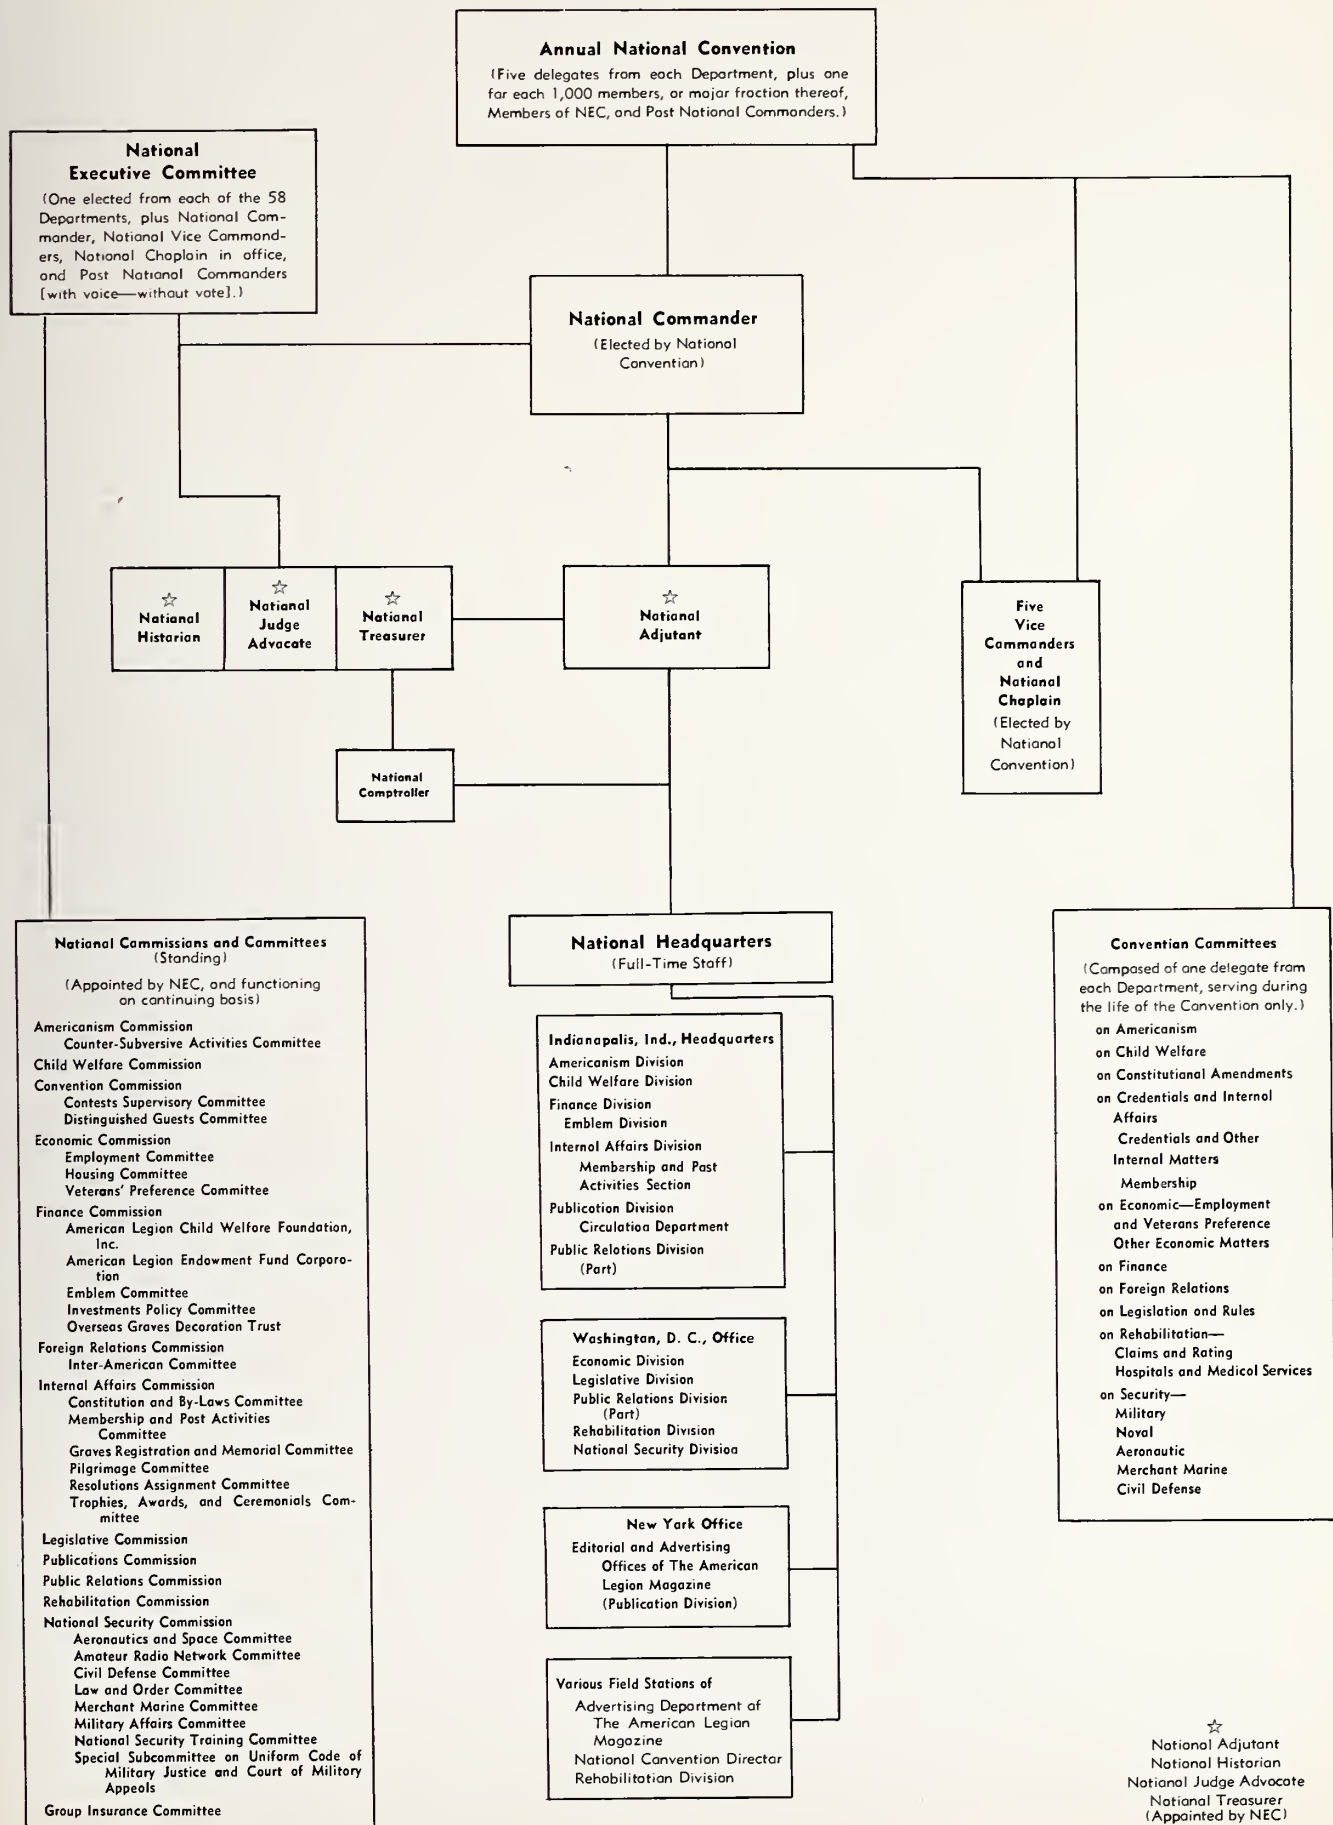 Annual National Convention
(Five delegates from each Department, plus one
for each 1,000 members, or major fraction thereof,
Members of NEC, and Past National Commanders.)
National
Executive Committee
(One elected from each of the 58
Departments, plus National Com-
mander, National Vice Command-
ers, National Chaplain in office,
and Past National Commanders
[with voice—without vote].)
National Commander
(Elected by National
Convention)
☆
National
Historian
☆
National
Judge
Advocate
☆
National
Treasurer
☆
National
Adjutant
Five
Vice
Commanders
and
National
Chaplain
(Elected by
National
Convention)
National
Comptroller
National Commissions and Committees
(Standing)
(Appointed by NEC, and functioning
on continuing basis)
Americanism Commission
Counter-Subversive Activities Committee
Child Welfare Commission
Convention Commission
Contests Supervisory Committee
Distinguished Guests Committee
Economic Commission
Employment Committee
Housing Committee
Veterans' Preference Committee
Finance Commission
American Legion Child Welfare Foundation,
Inc.
American Legion Endowment Fund Corpora-
tion
Emblem Committee
Investments Policy Committee
Overseas Graves Decoration Trust
Foreign Relations Commission
Inter-American Committee
Internal Affairs Commission
Constitution and By-Laws Committee
Membership and Post Activities
Committee
Graves Registration and Memorial Committee
Pilgrimage Committee
Resolutions Assignment Committee
Trophies, Awards, and Ceremonials Com-
mittee
Legislative Commission
Publications Commission
Public Relations Commission
Rehabilitation Commission
National Security Commission
Aeronautics and Space Committee
Amateur Radio Network Committee
Civil Defense Committee
Law and Order Committee
Merchant Marine Committee
Military Affairs Committee
National Security Training Committee
Special Subcommittee on Uniform Code of
Military Justice and Court of Military
Appeals
Group Insurance Committee
National Headquarters
(Full-Time Staff)
Indianapolis, Ind., Headquarters
Americanism Division
Child Welfare Division
Finance Division
Emblem Division
Internal Affairs Division
Membership and Post
Activities Section
Publication Division
Circulation Department
Public Relations Division
(Part)
Washington, D. C., Office
Economic Division
Legislative Division
Public Relations Division
(Part)
Rehabilitation Division
National Security Division
New York Office
Editorial and Advertising
Offices of The American
Legion Magazine
(Publication Division)
Various Field Stations of
Advertising Department of
The American Legion
Magazine
National Convention Director
Rehabilitation Division
Convention Committees
(Composed of one delegate from
each Department, serving during
the life of the Convention only.)
on Americanism
on Child Welfare
on Constitutional Amendments
on Credentials and Internal
Affairs
Credentials and Other
Internal Matters
Membership
on Economic—Employment
and Veterans Preference
Other Economic Matters
on Finance
on Foreign Relations
on Legislation and Rules
on Rehabilitation—
Claims and Rating
Hospitals and Medical Services
on Security—
Military
Naval
Aeronautic
Merchant Marine
Civil Defense
☆
National Adjutant
National Historian
National Judge Advocate
National Treasurer
(Appointed by NEC)